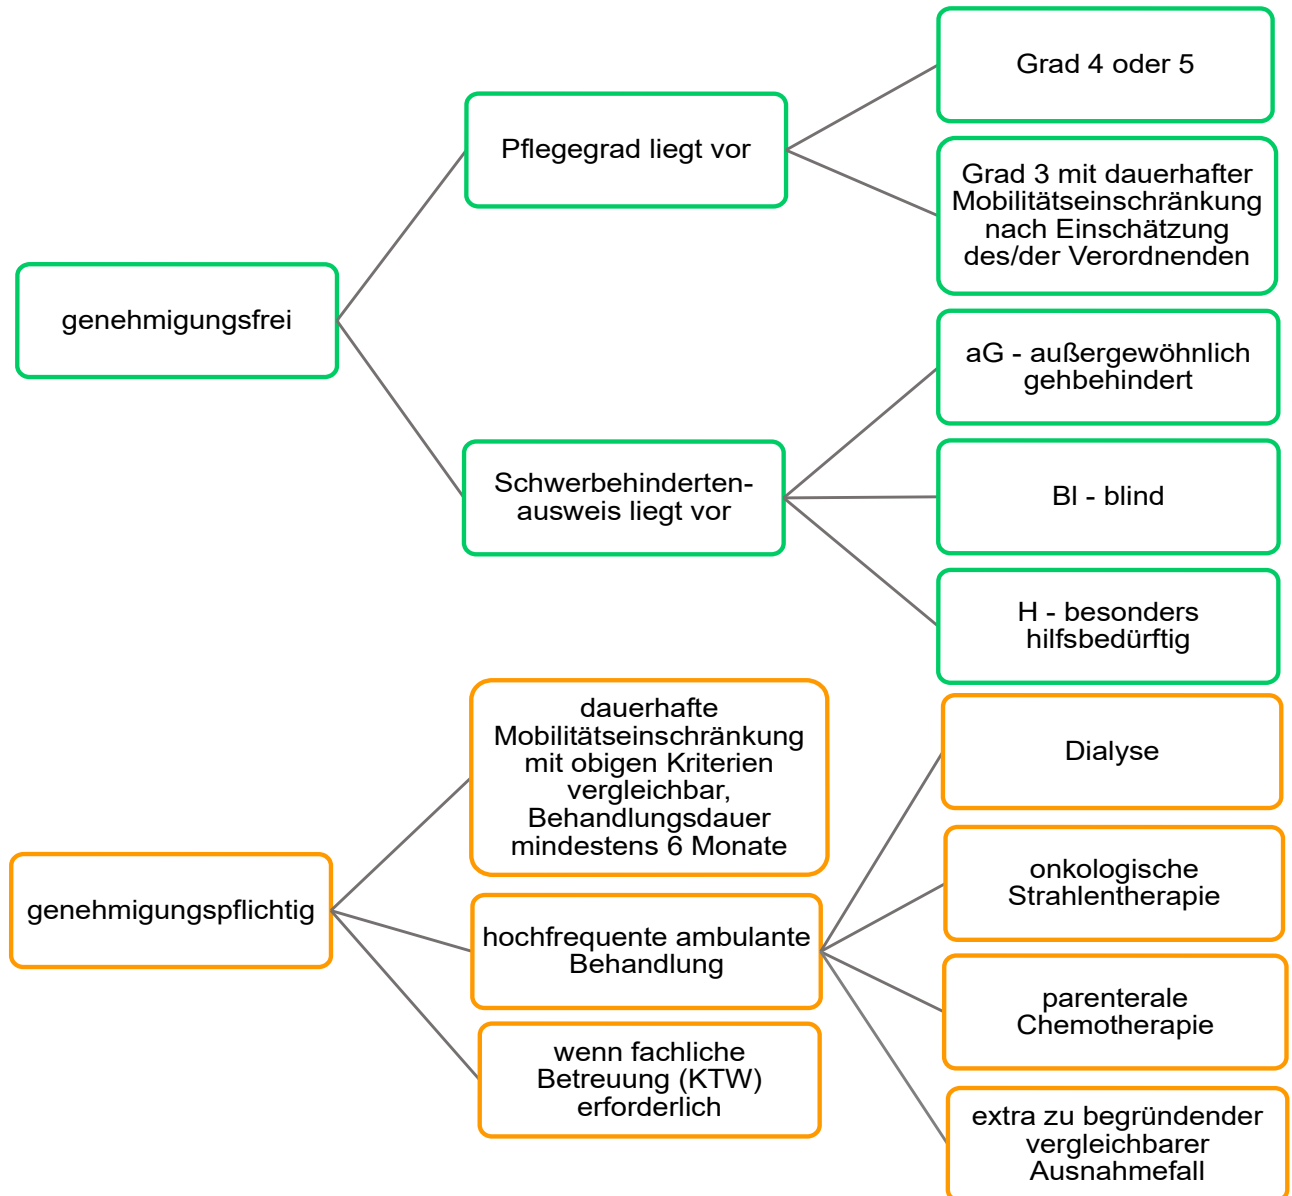 genehmigungsfrei
Pflegegrad liegt vor
Grad 4 oder 5
Grad 3 mit dauerhafter
Mobilitätseinschränkung
nach Einschätzung
des/der Verordnenden
Schwerbehinderten-
ausweis liegt vor
aG - außergewöhnlich
gehbehindert
Bl - blind
H - besonders
hilfsbedürftig
genehmigungspflichtig
dauerhafte
Mobilitätseinschränkung
mit obigen Kriterien
vergleichbar,
Behandlungsdauer
mindestens 6 Monate
hochfrequente ambulante
Behandlung
Dialyse
onkologische
Strahlentherapie
parenterale
Chemotherapie
extra zu begründender
vergleichbarer
Ausnahmefall
wenn fachliche
Betreuung (KTW)
erforderlich